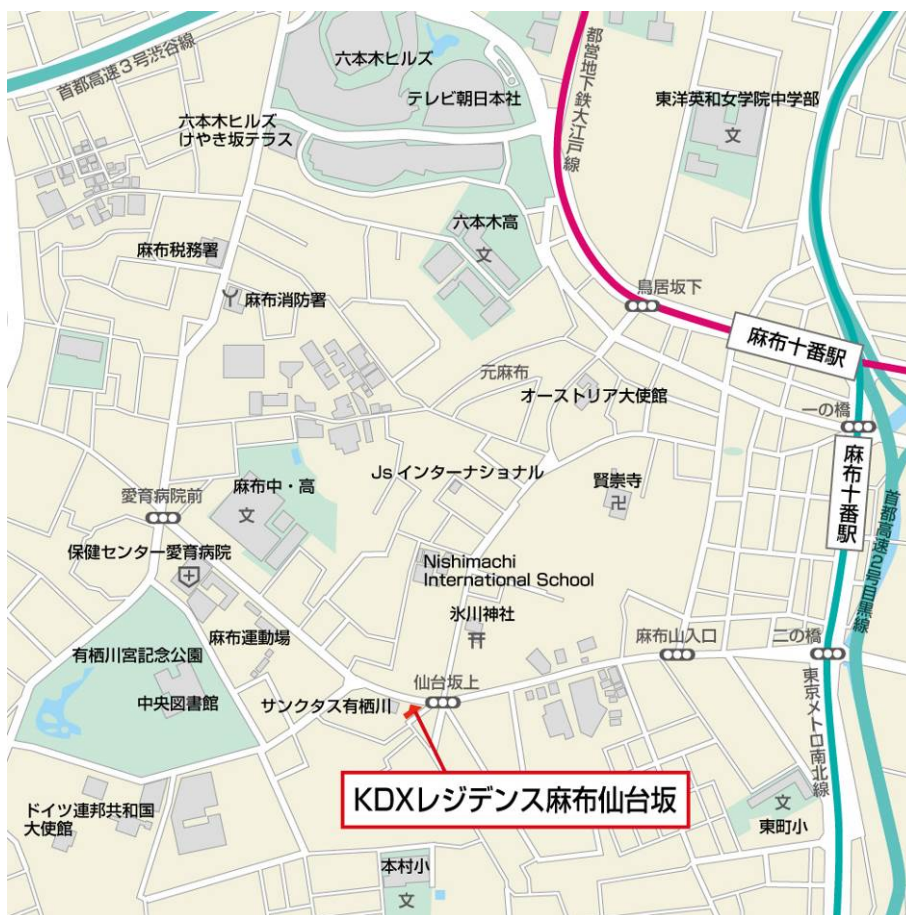 首都高速3号渋谷線
六本木ヒルズ
テレビ朝日本社
都営地下鉄大江戸線
東洋英和女学院中学部
文
六本木ヒルズ
けやき坂テラス
六本木高
文
麻布税務署
麻布消防署
鳥居坂下
麻布十番駅
元麻布
オーストリア大使館
一の橋
麻布十番駅
首都高速2号目黒線
Jsインターナショナル
賢崇寺
麻布中・高
文
愛育病院前
保健センター愛育病院
Nishimachi
International School
氷川神社
麻布運動場
麻布山入口
二の橋
有栖川宮記念公園
中央図書館
仙台坂上
サンクタス有栖川
東京メトロ南北線
KDXレジデンス麻布仙台坂
ドイツ連邦共和国
大使館
文
東町小
本村小
文